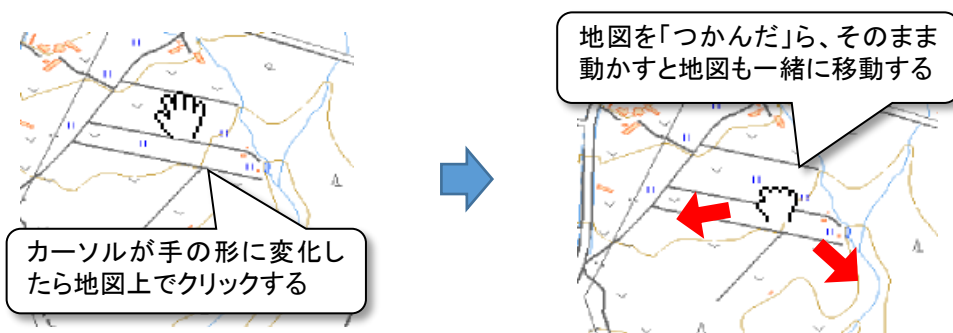 カーソルが手の形に変化し
たら地図上でクリックする
地図を「つかんだ」ら、そのまま
動かすと地図も一緒に移動する